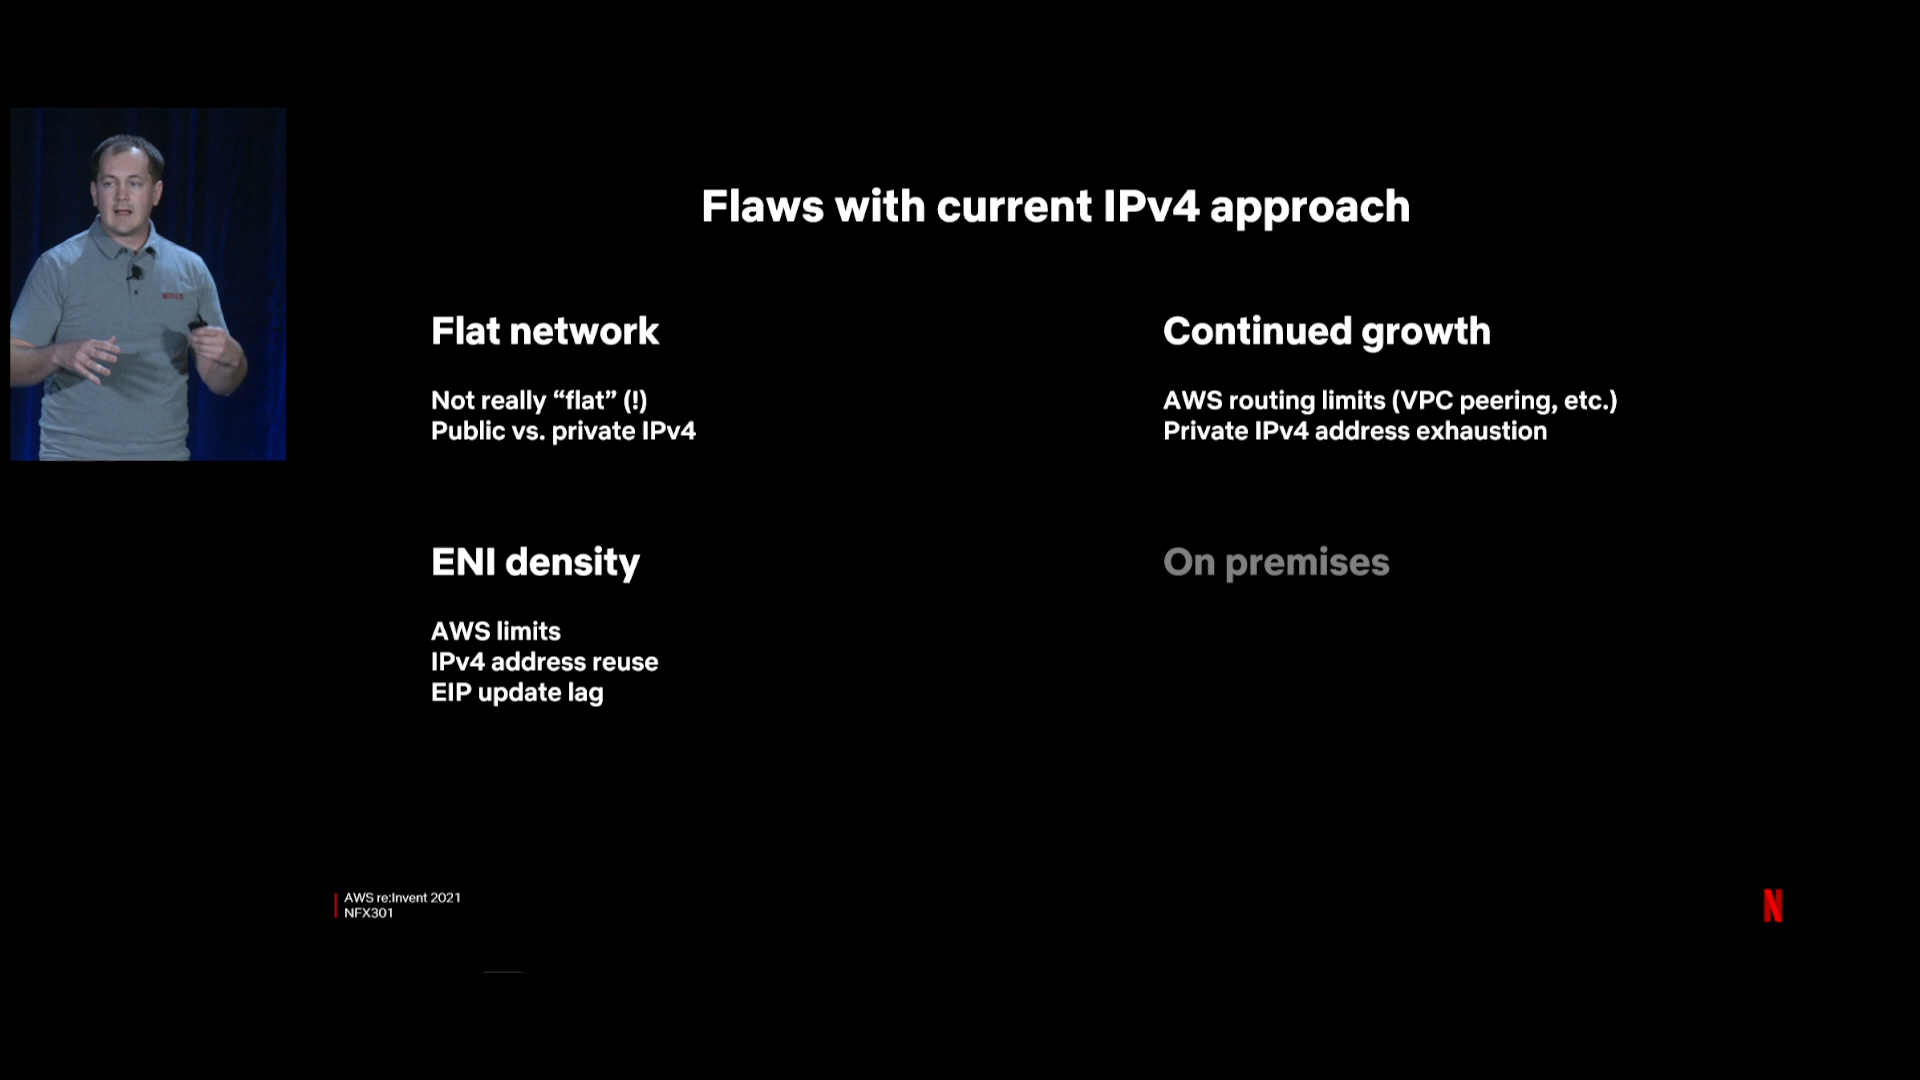 Flaws with current IPv4 approach
Flat network
Not really “flat” (!)
Public vs. private IPv4
Continued growth
AWS routing limits (VPC peering, etc.)
Private IPv4 address exhaustion
ENI density
AWS limits
IPv4 address reuse
EIP update lag
On premises
AWS re:Invent 2021
NFX301
N
NETFLIX